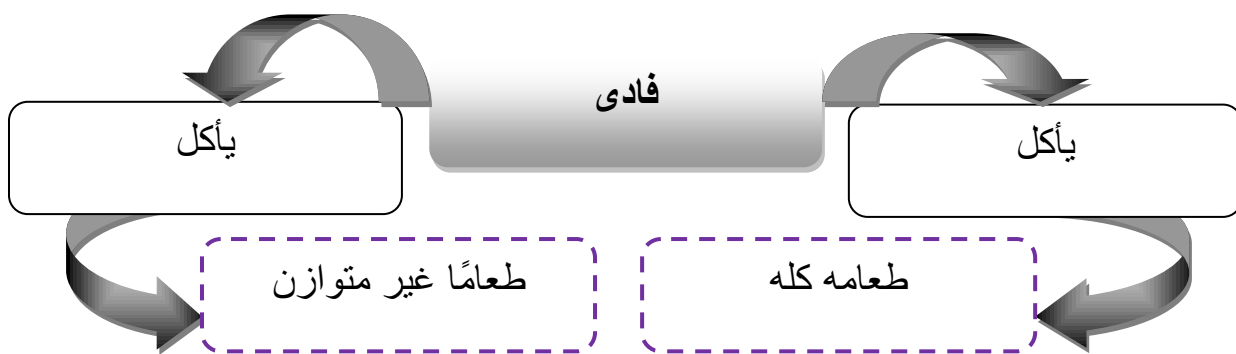 فادى
يأكل
يأكل
طعامه كله
طعامًا غير متوازن